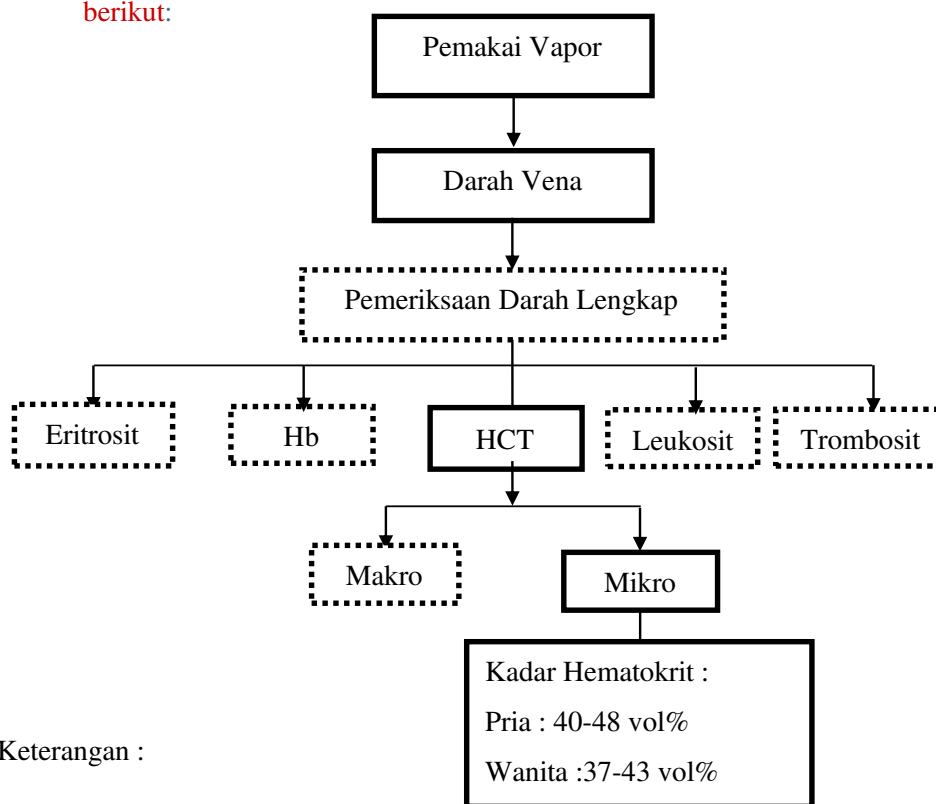 berikut:
Pemakai Vapor
Darah Vena
Pemeriksaan Darah Lengkap
Eritrosit
Hb
HCT
Leukosit
Trombosit
Makro
Mikro
Kadar Hematokrit :
Pria : 40-48 vol%
Wanita :37-43 vol%
Keterangan :